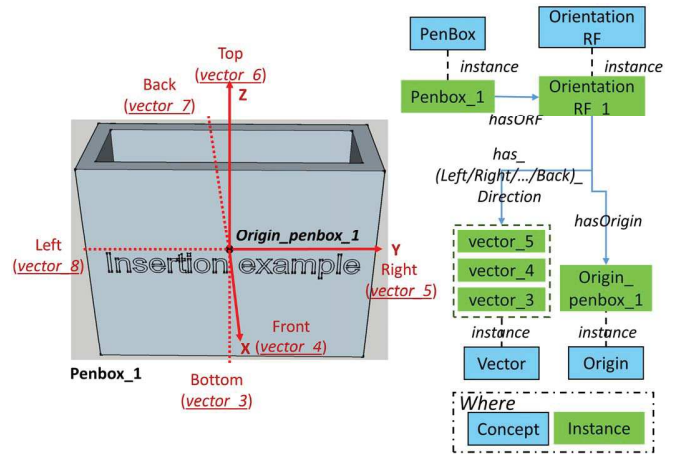 Top
(vector_6)
Z
Back
(vector_7)
Origin_penbox_1
Left
(vector_8)
Y
Insertion example
Right
(vector_5)
Front
X (vector_4)
Penbox_1
Bottom
(vector_3)
PenBox
Orientation
RF
instance
instance
Penbox_1
Orientation
RF_1
hasORF
has_
(Left/Right/.../Back)_
Direction
hasOrigin
vector_5
vector_4
vector_3
Origin_
penbox_1
instance
instance
Vector
Origin
Where
Concept
Instance